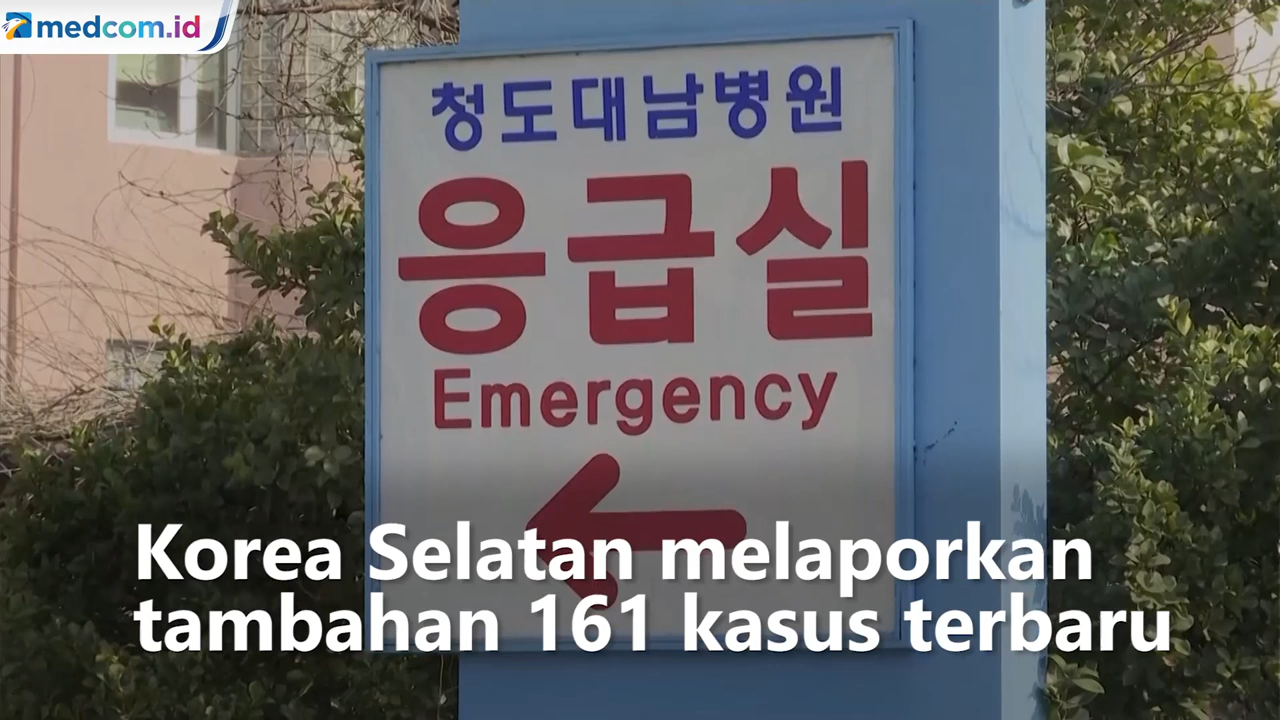 medcom.id
청도대남병원
응급실
Emergency
Korea Selatan melaporkan
tambahan 161 kasus terbaru